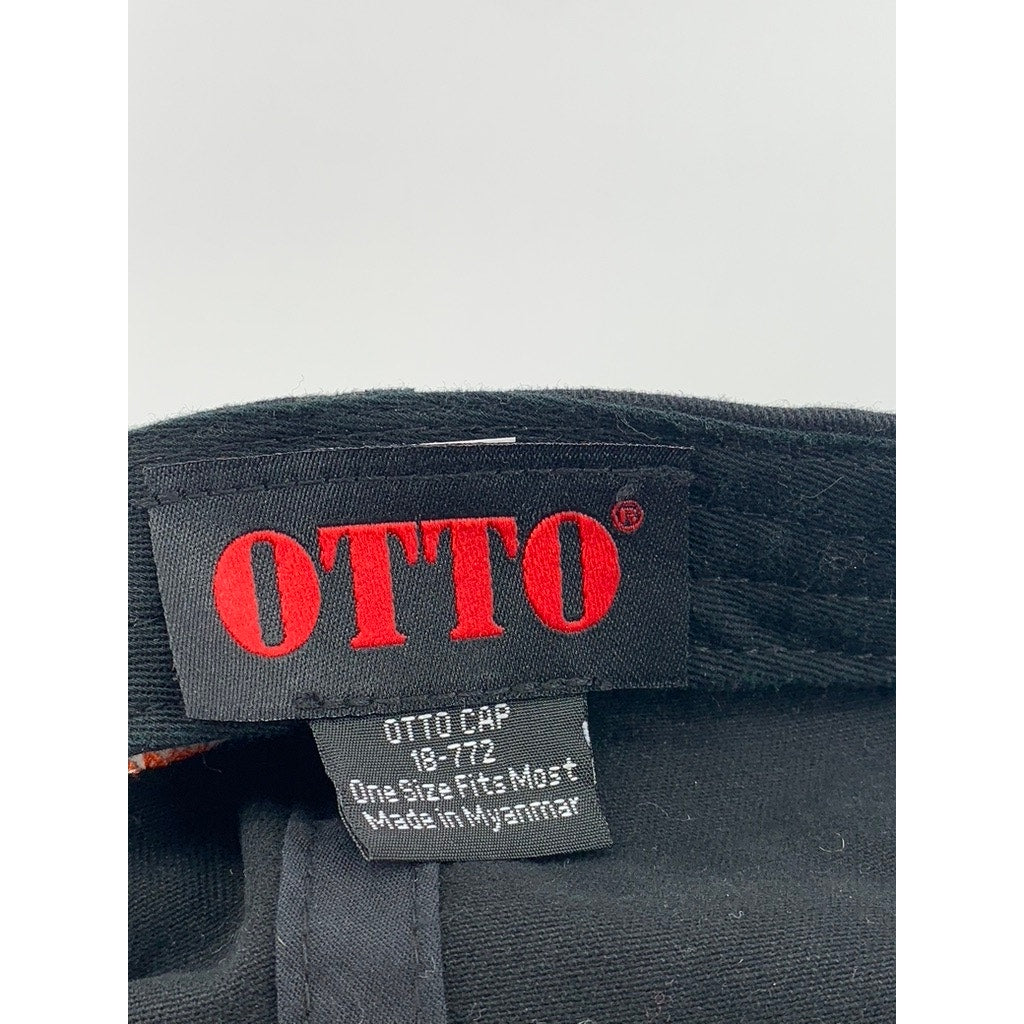 OTTO®
OTTO CAP
18-772
One Size Fits Most
Made in Myanmar